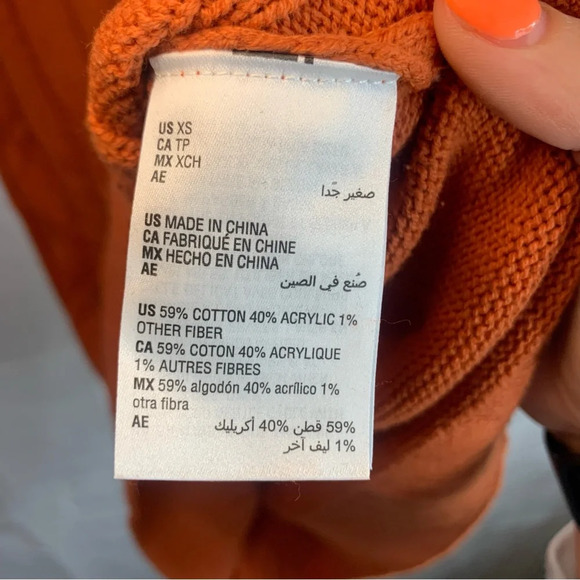 US XS
CA TP
MX XCH
AE
صغير جّدا
US MADE IN CHINA
CA FABRIQUÉ EN CHINE
MX HECHO EN CHINA
AE
صُنع في الصين
US 59% COTTON 40% ACRYLIC 1%
OTHER FIBER
CA 59% COTON 40% ACRYLIQUE
1% AUTRES FIBRES
MX 59% algodón 40% acrílico 1%
otra fibra
AE 59% قطن 40% أكريليك
1% ليف آخر